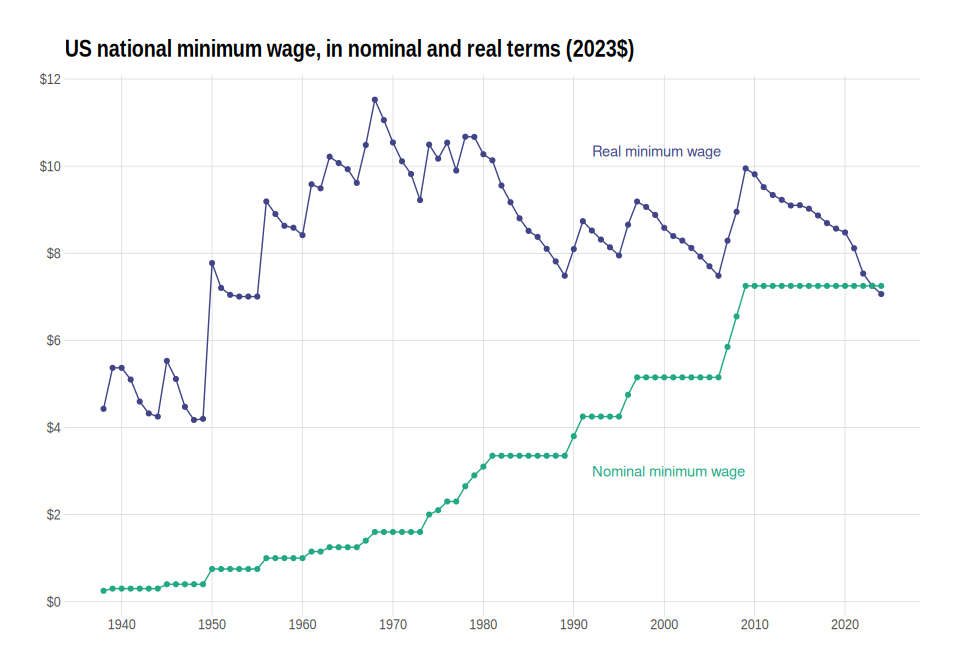 US national minimum wage, in nominal and real terms (2023$)
$12
$10
$8
$6
$4
$2
$0
Real minimum wage
Nominal minimum wage
1940 1950 1960 1970 1980 1990 2000 2010 2020